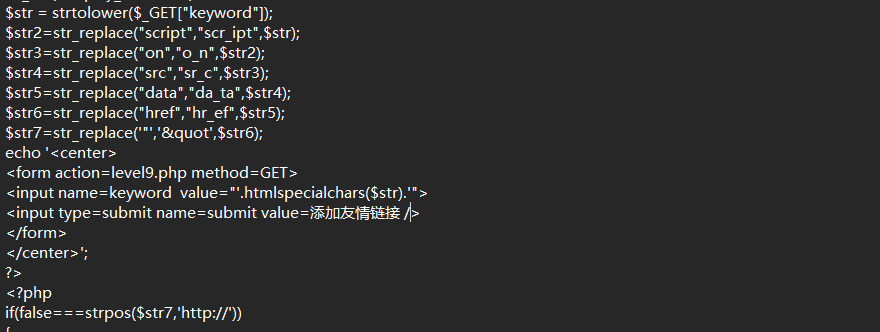 $str = strtolower($_GET["keyword"]);
$str2=str_replace("script","scr_ipt",$str);
$str3=str_replace("on","o_n",$str2);
$str4=str_replace("src","sr_c",$str3);
$str5=str_replace("data","da_ta",$str4);
$str6=str_replace("href","hr_ef",$str5);
$str7=str_replace('"','&quot',$str6);
echo '<center>
<form action=level9.php method=GET>
<input name=keyword  value="'.htmlspecialchars($str).'">
<input type=submit name=submit value=添加友情链接 />
</form>
</center>';
?>
<?php
if(false===strpos($str7,'http://'))